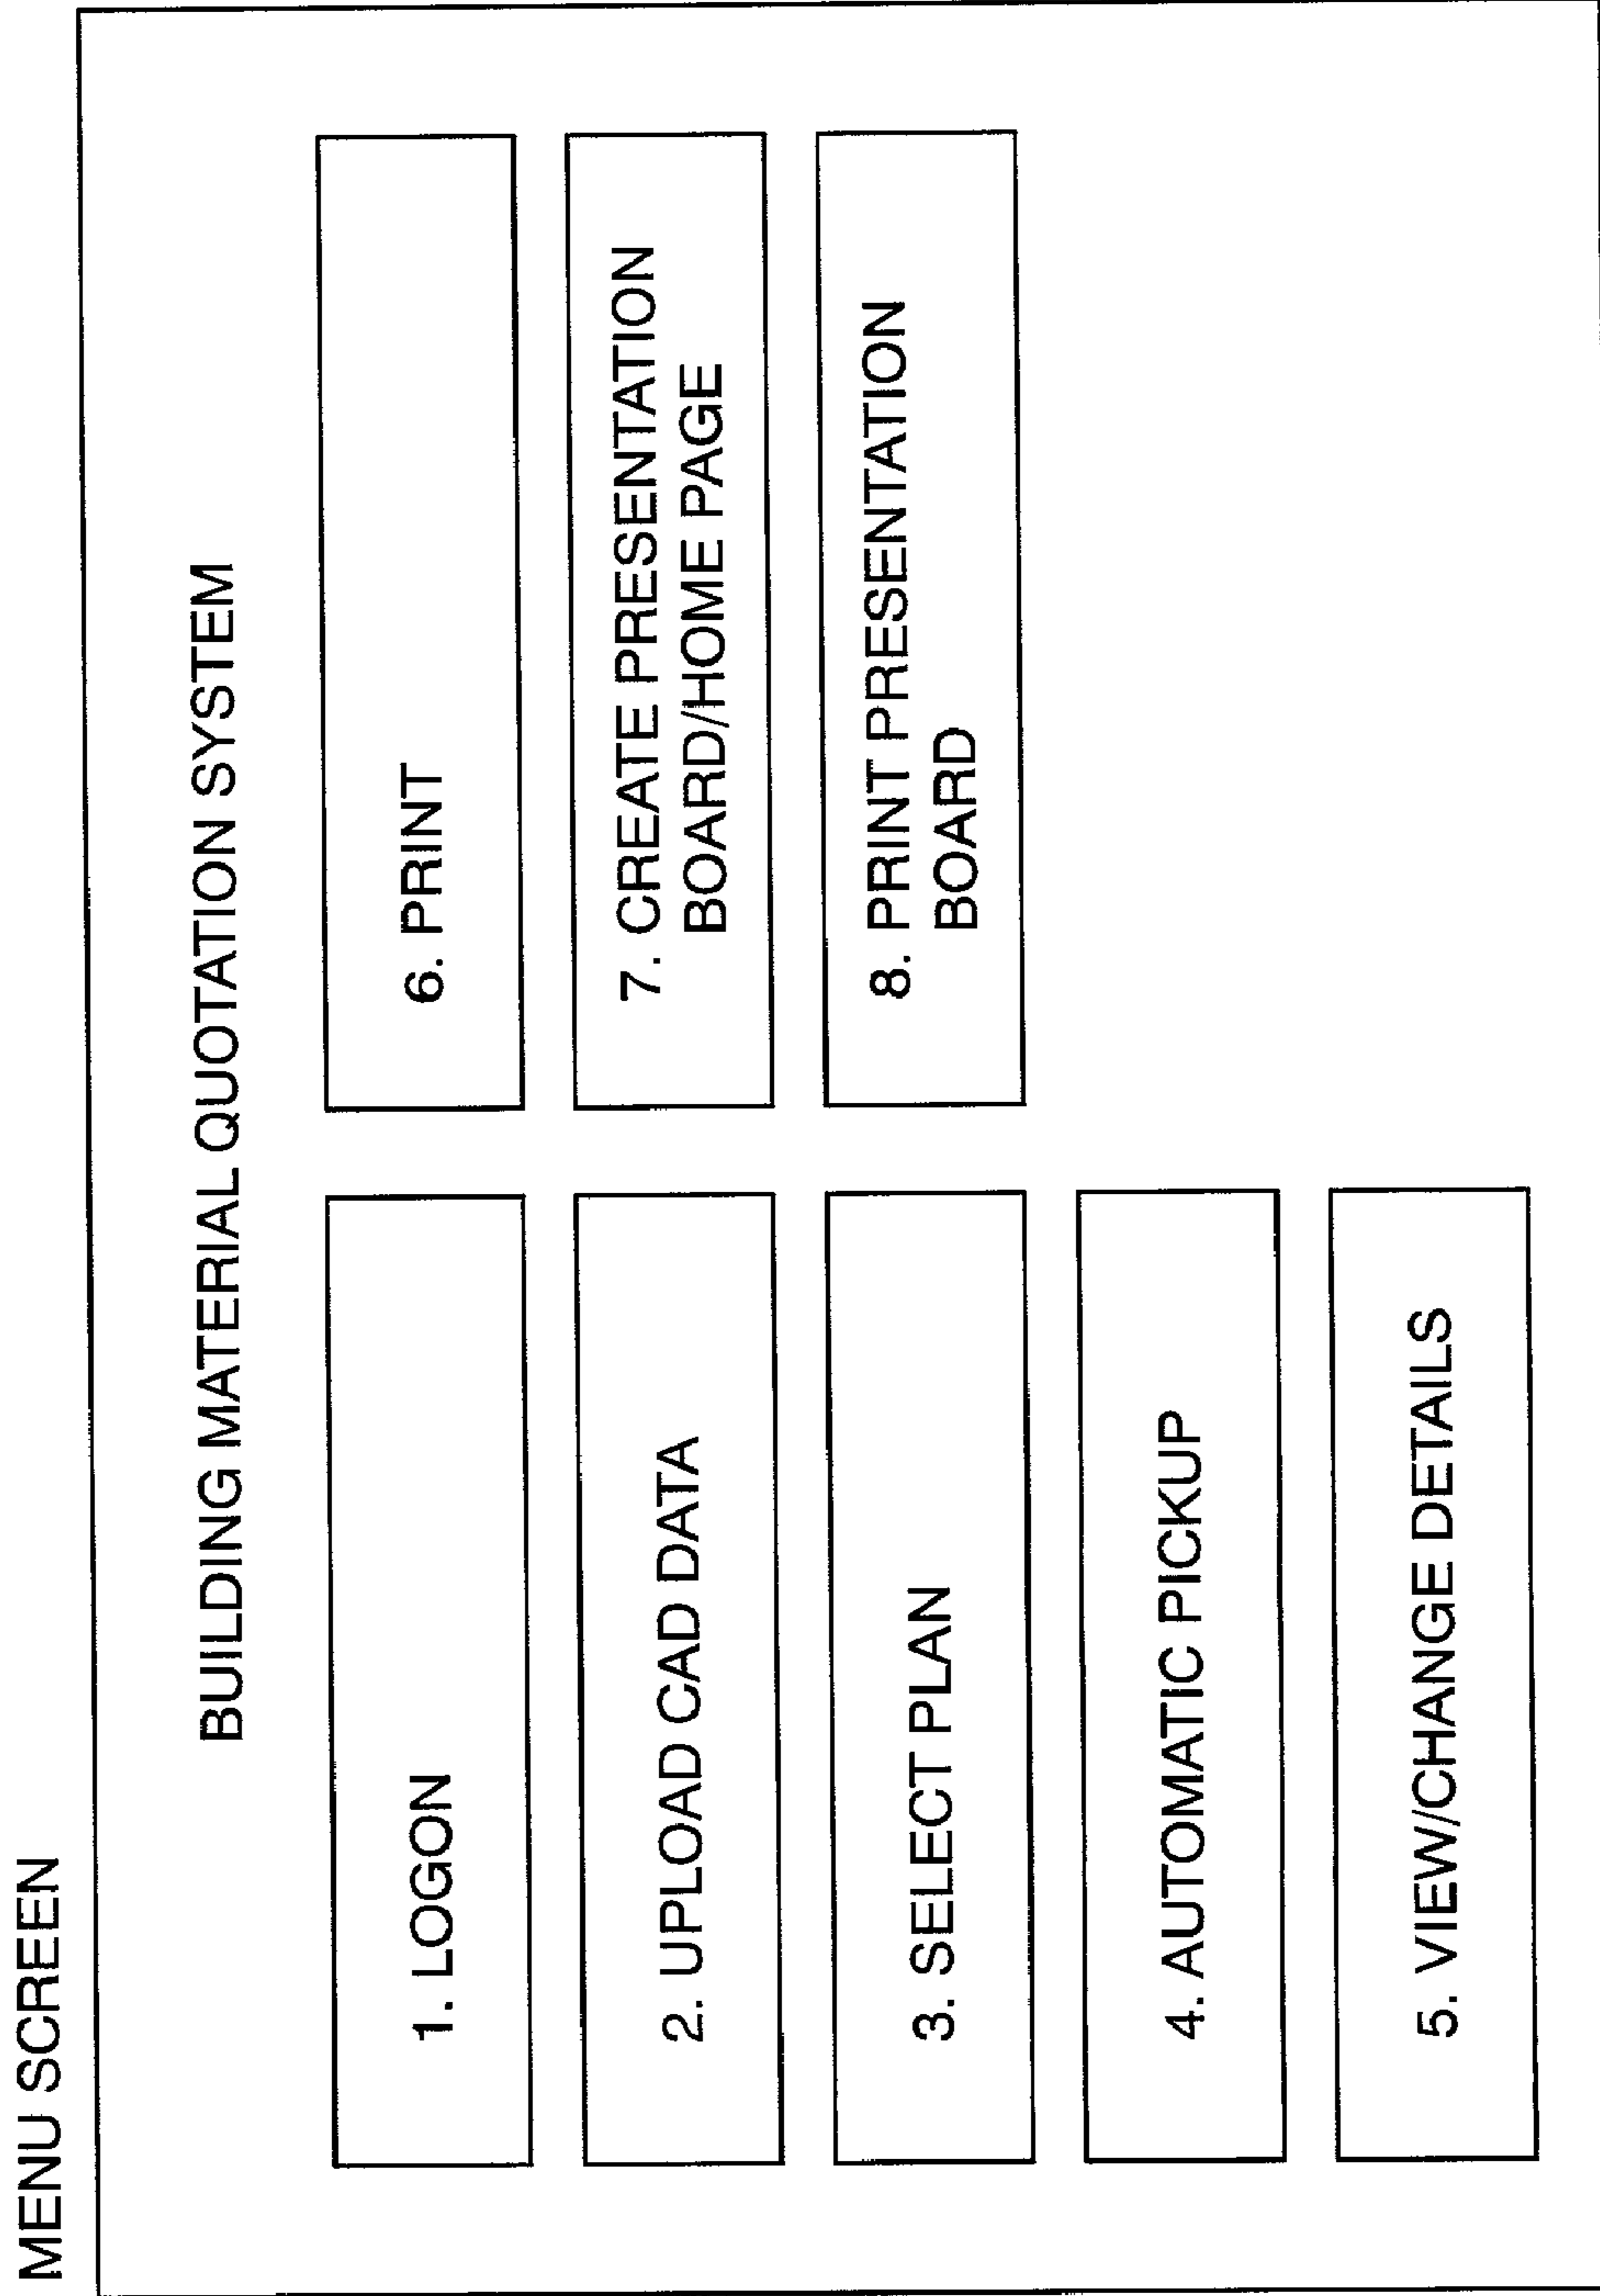 MENU SCREEN
BUILDING MATERIAL QUOTATION SYSTEM
1. LOGON
2. UPLOAD CAD DATA
3. SELECT PLAN
4. AUTOMATIC PICKUP
5. VIEW/CHANGE DETAILS
6. PRINT
7. CREATE PRESENTATION
BOARD/HOME PAGE
8. PRINT PRESENTATION
BOARD